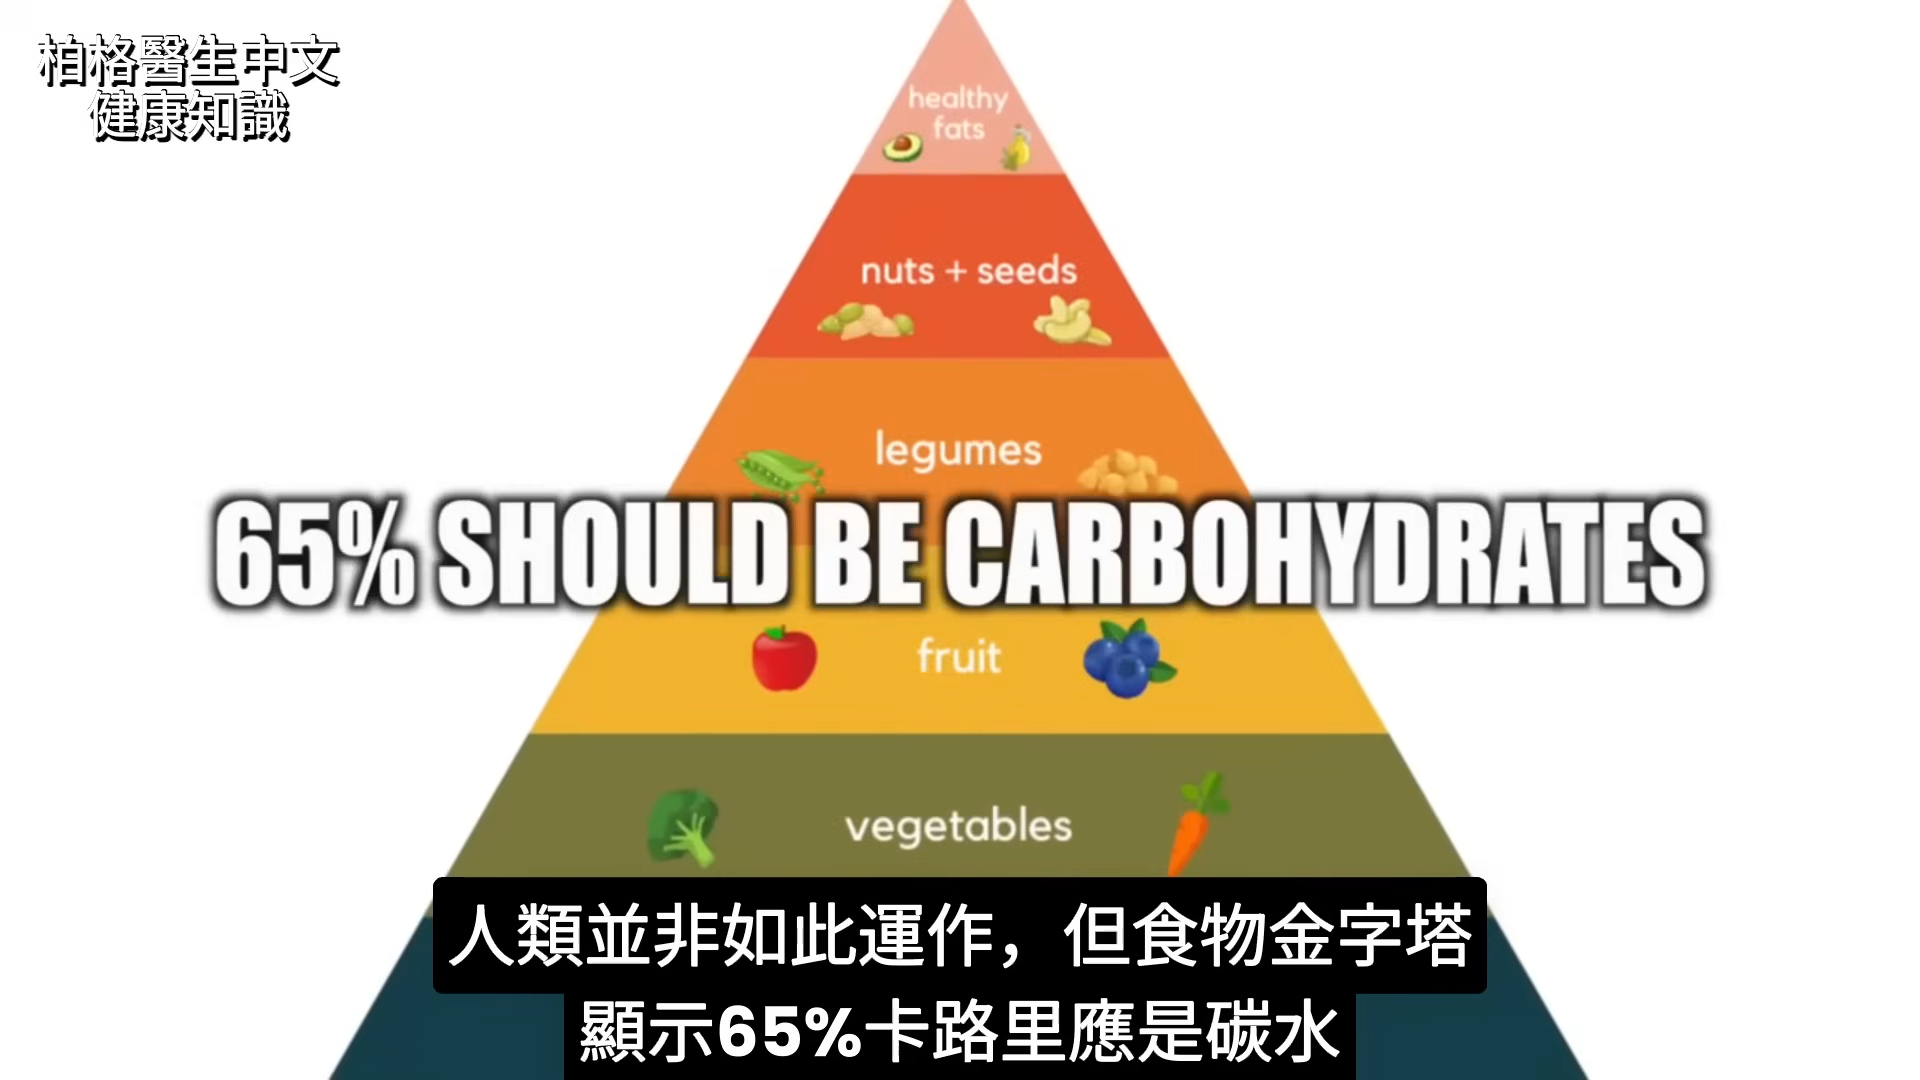 柏格醫生中文
健康知識
healthy
fats
nuts + seeds
legumes
65% SHOULD BE CARBOHYDRATES
fruit
vegetables
人類並非如此運作，但食物金字塔
顯示65%卡路里應是碳水